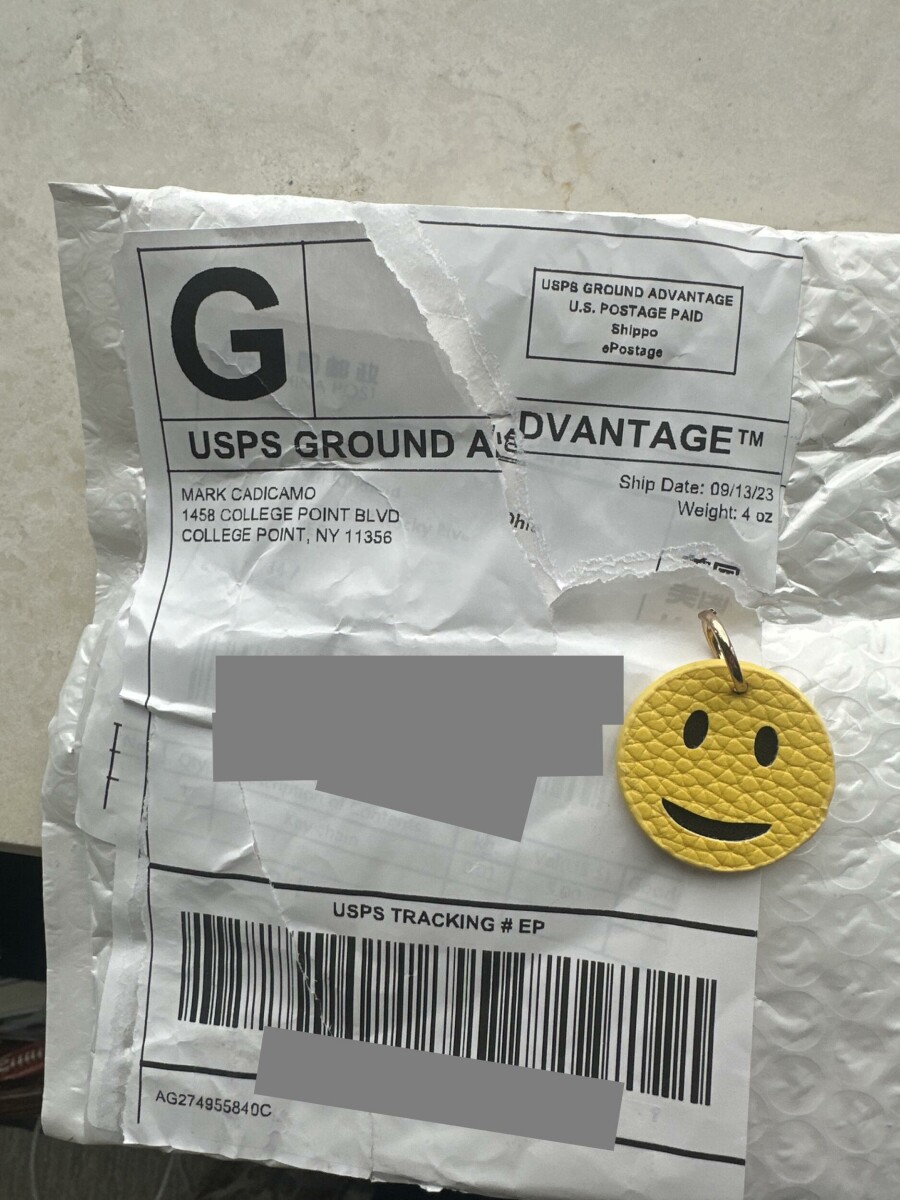 G
USPS GROUND ADVANTAGE
U.S. POSTAGE PAID
Shippo
ePostage
USPS GROUND A DVANTAGE™
Ship Date: 09/13/23
Weight: 4 oz
MARK CADICAMO
1458 COLLEGE POINT BLVD
COLLEGE POINT, NY 11356
USPS TRACKING # EP
AG274955840C